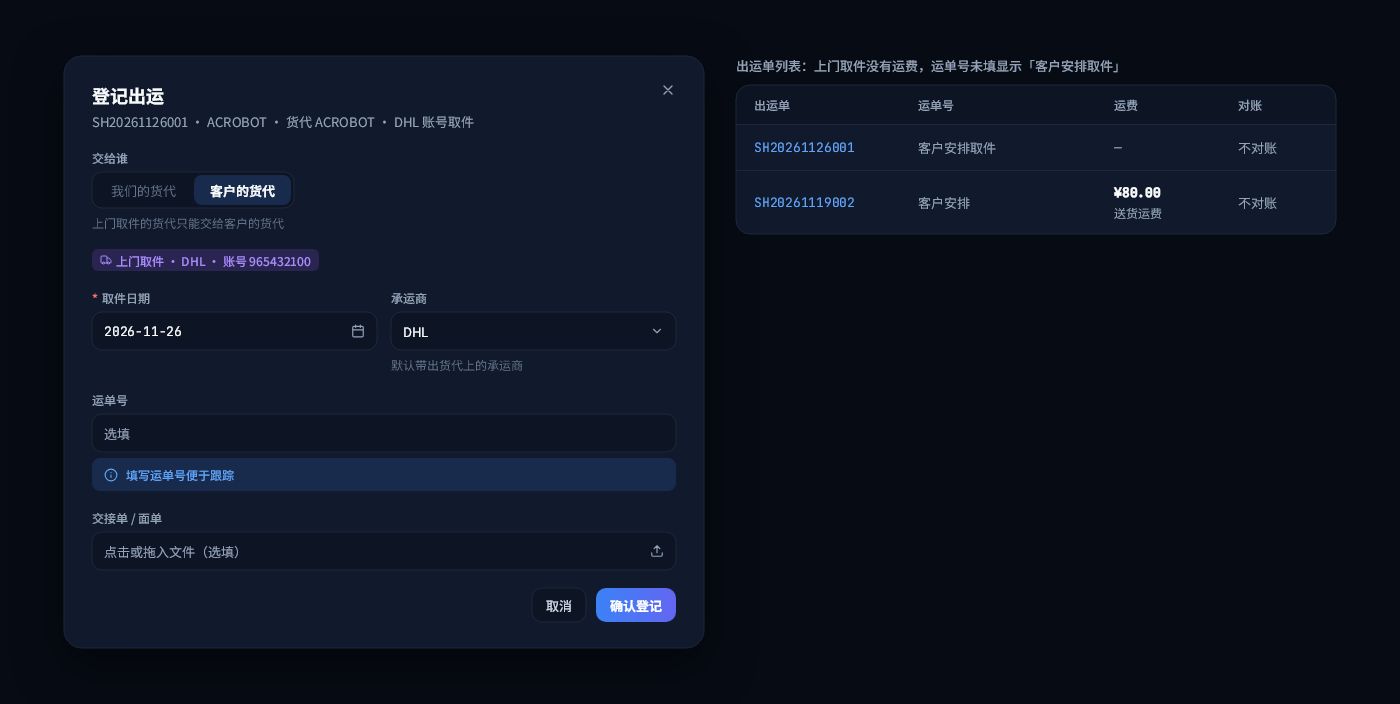 登记出运
SH20261126001 • ACROBOT • 货代 ACROBOT • DHL 账号取件
交给谁
我们的货代
客户的货代
上门取件的货代只能交给客户的货代
上门取件 • DHL • 账号 965432100
* 取件日期
承运商
2026-11-26
DHL
默认带出货代上的承运商
运单号
选填
填写运单号便于跟踪
交接单 / 面单
点击或拖入文件（选填）
取消
确认登记
出运单列表：上门取件没有运费，运单号未填显示「客户安排取件」
出运单 运单号 运费 对账
SH20261126001 客户安排取件 — 不对账
SH20261119002 客户安排 ¥80.00 不对账
送货运费